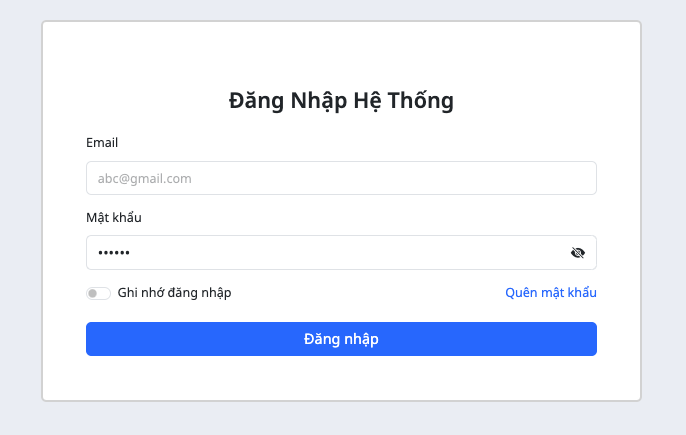 Đăng Nhập Hệ Thống
Email
abc@gmail.com
Mật khẩu
••••••
Ghi nhớ đăng nhập
Quên mật khẩu
Đăng nhập